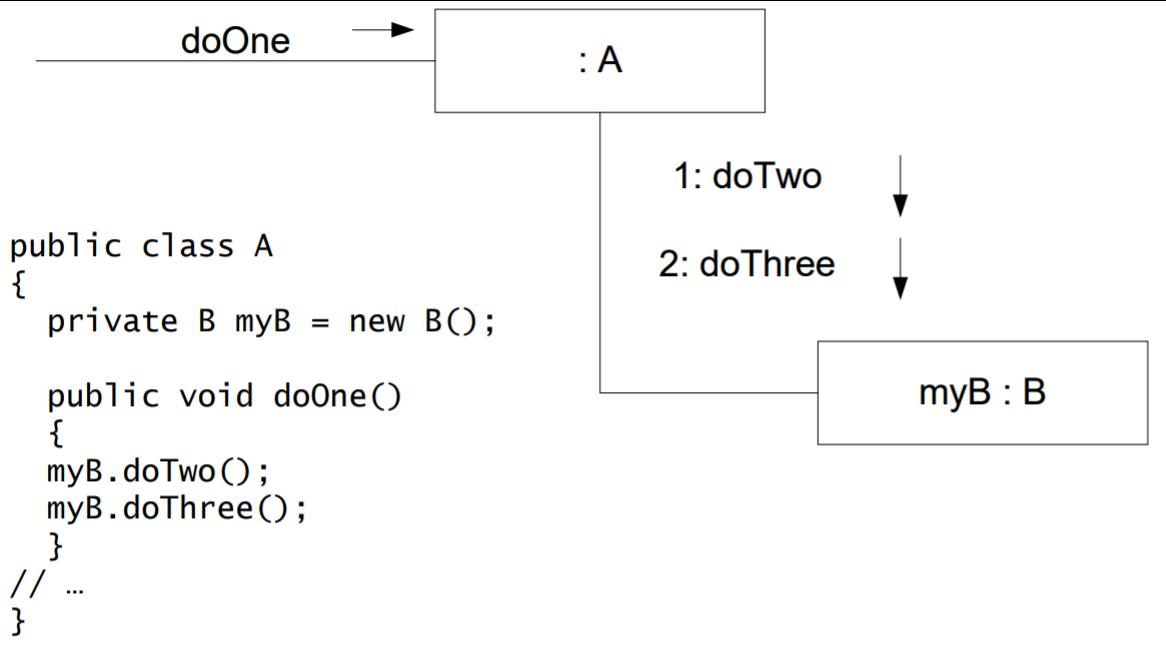 doOne
: A
1: doTwo
2: doThree
myB : B
public class A
{
  private B myB = new B();
  public void doOne()
  {
  myB.doTwo();
  myB.doThree();
  }
// …
}